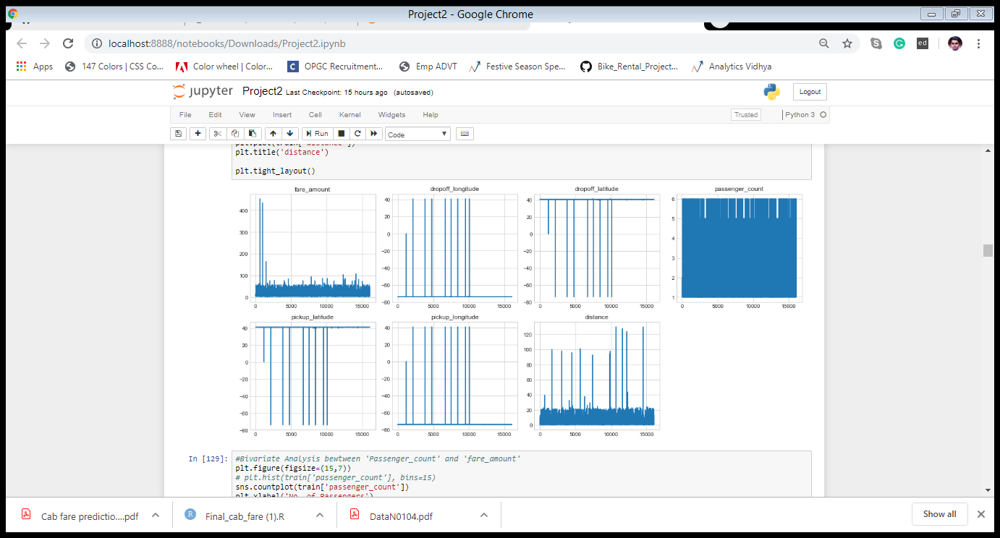 Project2 - Google Chrome
localhost:8888/notebooks/Downloads/Project2.ipynb
ed
Apps 147 Colors | CSS Co... Color wheel | Color... C OPGC Recruitment... Emp ADVT Festive Season Spe... Bike_Rental_Project... Analytics Vidhya
jupyter Project2 Last Checkpoint: 15 hours ago (autosaved) Logout
File Edit View Insert Cell Kernel Widgets Help Trusted Python 3
Run Code
plt.plot(train['distance'])
plt.title('distance')
plt.tight_layout()
fare_amount dropoff_longitude dropoff_latitude passenger_count
400
300
200
100
0
0 5000 10000 15000
40
20
0
−20
−40
−60
−80
0 5000 10000 15000
40
20
0
−20
−40
−60
−80
0 5000 10000 15000
6
5
4
3
2
1
0 5000 10000 15000
pickup_latitude pickup_longitude distance
40
20
0
−20
−40
−60
−80
0 5000 10000 15000
40
20
0
−20
−40
−60
−80
0 5000 10000 15000
120
100
80
60
40
20
0
0 5000 10000 15000
In [129]: #Bivariate Analysis bewtween 'Passenger_count' and 'fare_amount'
plt.figure(figsize=(15,7))
# plt.hist(train['passenger_count'], bins=15)
sns.countplot(train['passenger_count'])
plt.xlabel('No. of Passengers')
Cab fare predictio....pdf R Final_cab_fare (1).R DataN0104.pdf Show all